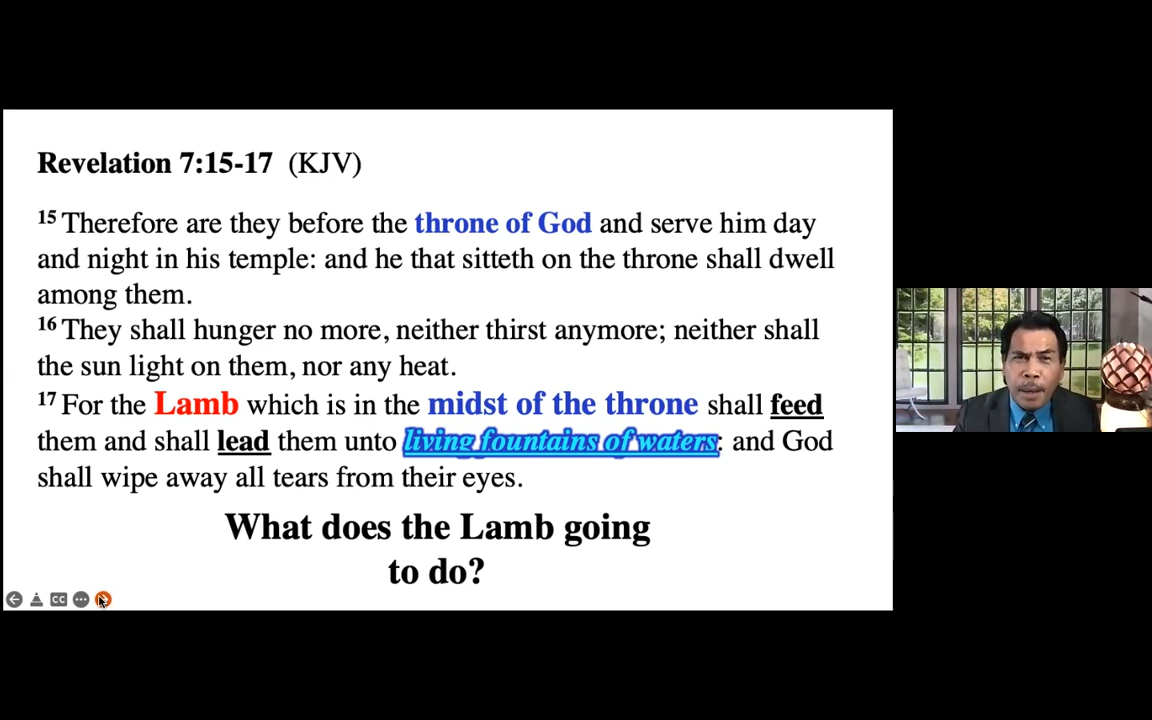 Revelation 7:15-17 (KJV)
15 Therefore are they before the throne of God and serve him day
and night in his temple: and he that sitteth on the throne shall dwell
among them.
16 They shall hunger no more, neither thirst anymore; neither shall
the sun light on them, nor any heat.
17 For the Lamb which is in the midst of the throne shall feed
them and shall lead them unto living fountains of waters: and God
shall wipe away all tears from their eyes.
What does the Lamb going
to do?
CC